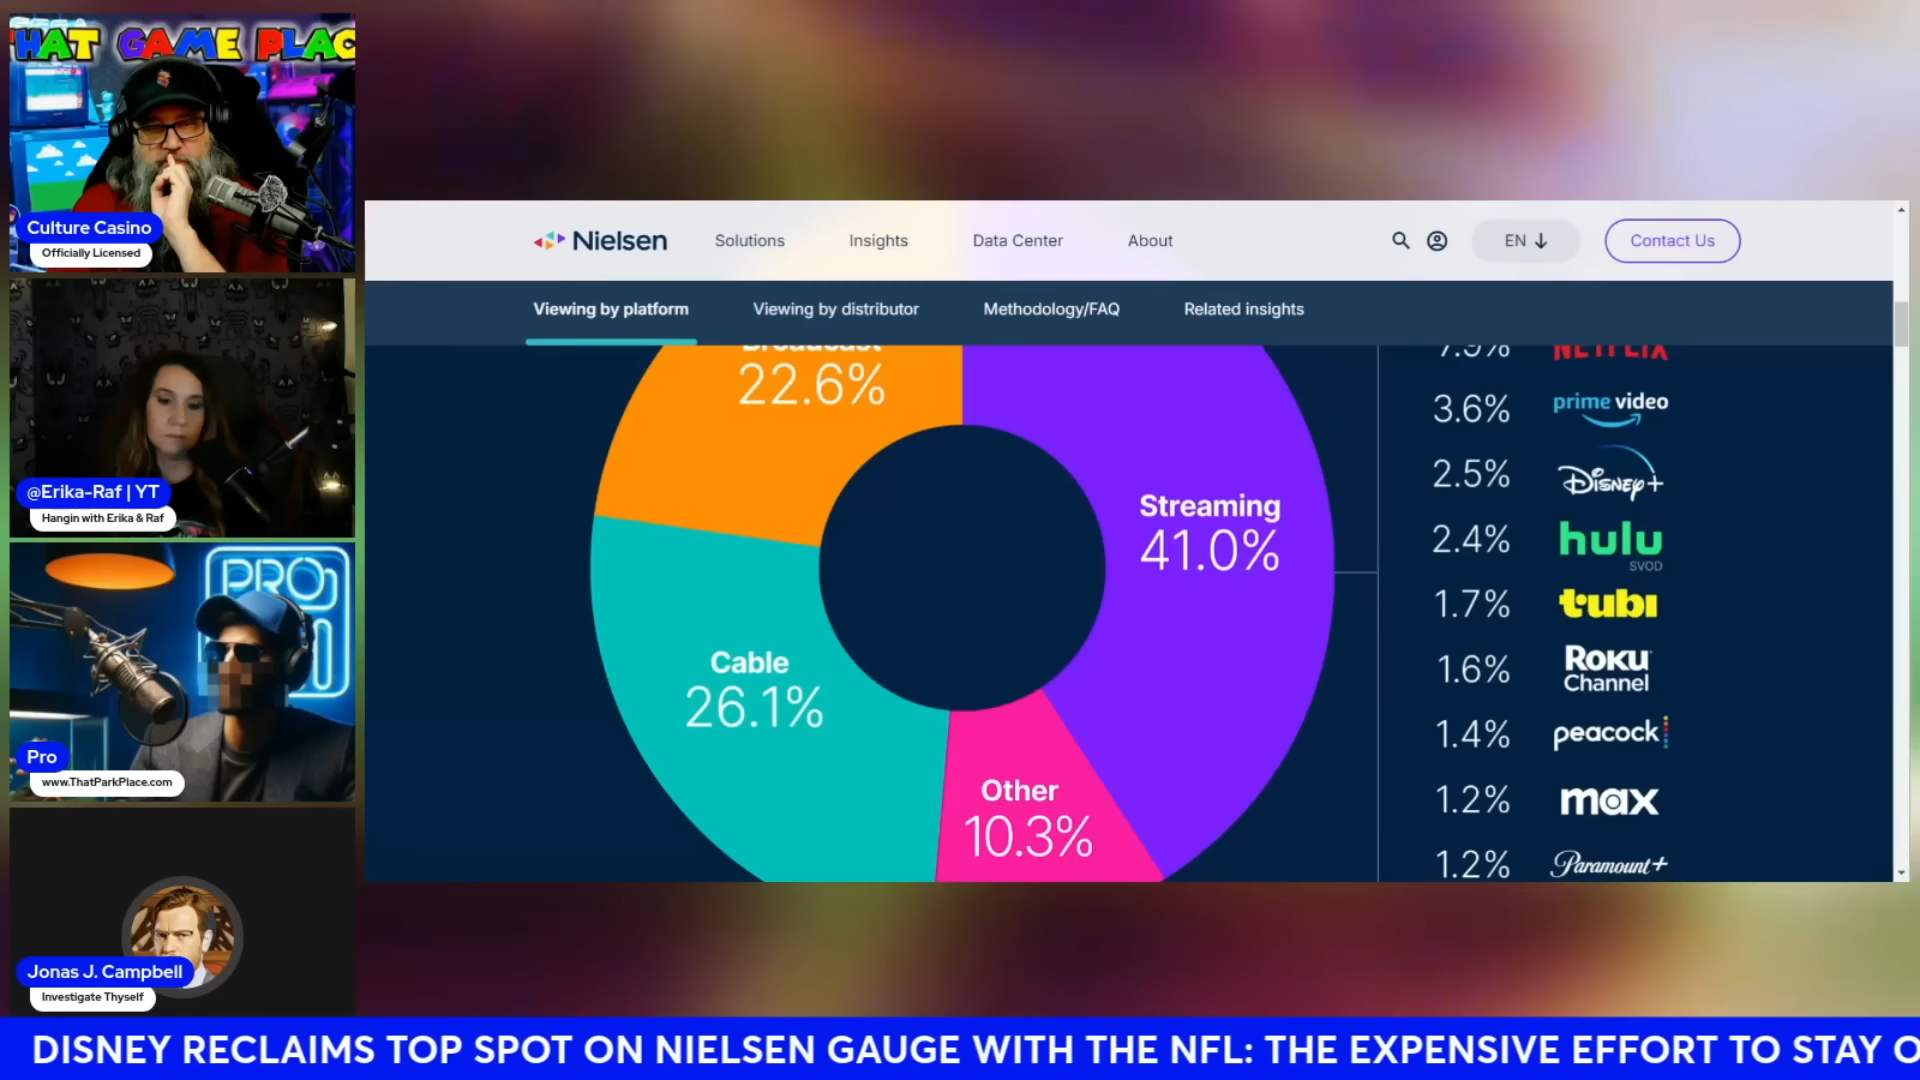 THAT GAME PLAC
Culture Casino
Officially Licensed
@Erika-Raf | YT
Hangin with Erika & Raf
PRO
Pro
www.ThatParkPlace.com
Jonas J. Campbell
Investigate Thyself
Nielsen
Solutions
Insights
Data Center
About
EN
Contact Us
Viewing by platform
Viewing by distributor
Methodology/FAQ
Related insights
Broadcast
22.6%
Streaming
41.0%
Cable
26.1%
Other
10.3%
NETFLIX
3.6% prime video
2.5% Disney+
2.4% hulu
SVOD
1.7% tubi
1.6% Roku
Channel
1.4% peacock
1.2% max
1.2% Paramount+
DISNEY RECLAIMS TOP SPOT ON NIELSEN GAUGE WITH THE NFL: THE EXPENSIVE EFFORT TO STAY O